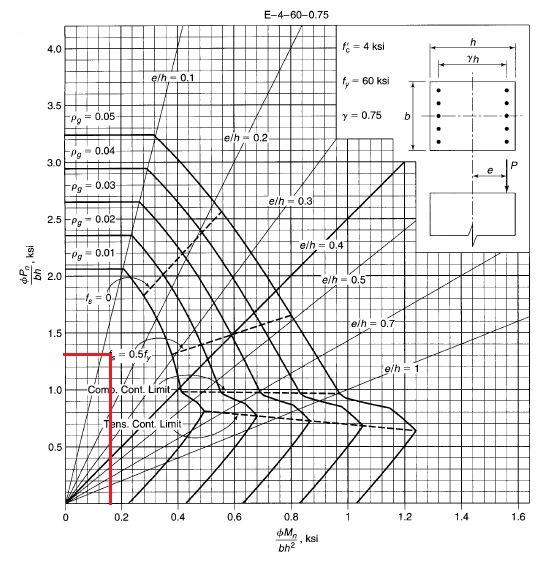 E-4-60-0.75
4.0
3.5
3.0
2.5
2.0
1.5
1.0
0.5
0
ϕPn/bh , ksi
0
0.2
0.4
0.6
0.8
1
1.2
1.4
1.6
ϕMn/bh² , ksi
f'c = 4 ksi
fy = 60 ksi
γ = 0.75
h
γh
b
e
P
e/h = 0.1
e/h = 0.2
e/h = 0.3
e/h = 0.4
e/h = 0.5
e/h = 0.7
e/h = 1
ρg = 0.05
ρg = 0.04
ρg = 0.03
ρg = 0.02
ρg = 0.01
fs = 0
fs = 0.5fy
Comp. Cont. Limit
Tens. Cont. Limit